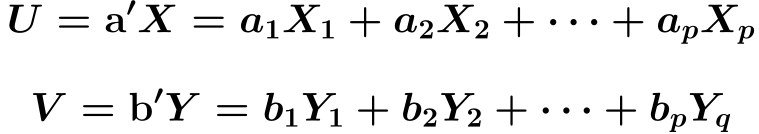 U = a′X = a₁X₁ + a₂X₂ + ⋯ + aₚXₚ
V = b′Y = b₁Y₁ + b₂Y₂ + ⋯ + bₚY_q